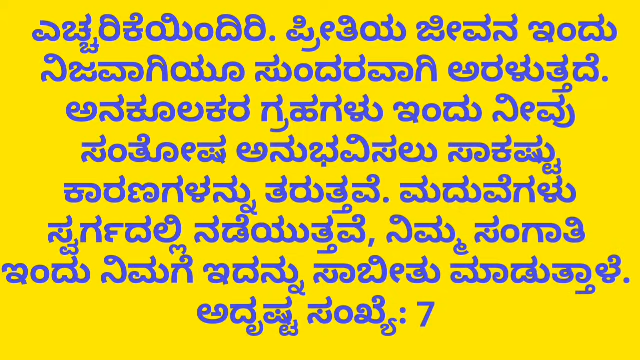 ಎಚ್ಚರಿಕೆಯಿಂದಿರಿ. ಪ್ರೀತಿಯ ಜೀವನ ಇಂದು
ನಿಜವಾಗಿಯೂ ಸುಂದರವಾಗಿ ಅರಳುತ್ತದೆ.
ಅನಕೂಲಕರ ಗ್ರಹಗಳು ಇಂದು ನೀವು
ಸಂತೋಷ ಅನುಭವಿಸಲು ಸಾಕಷ್ಟು
ಕಾರಣಗಳನ್ನು ತರುತ್ತವೆ. ಮದುವೆಗಳು
ಸ್ವರ್ಗದಲ್ಲಿ ನಡೆಯುತ್ತವೆ, ನಿಮ್ಮ ಸಂಗಾತಿ
ಇಂದು ನಿಮಗೆ ಇದನ್ನು ಸಾಬೀತು ಮಾಡುತ್ತಾಳೆ.
ಅದೃಷ್ಟ ಸಂಖ್ಯೆ: 7